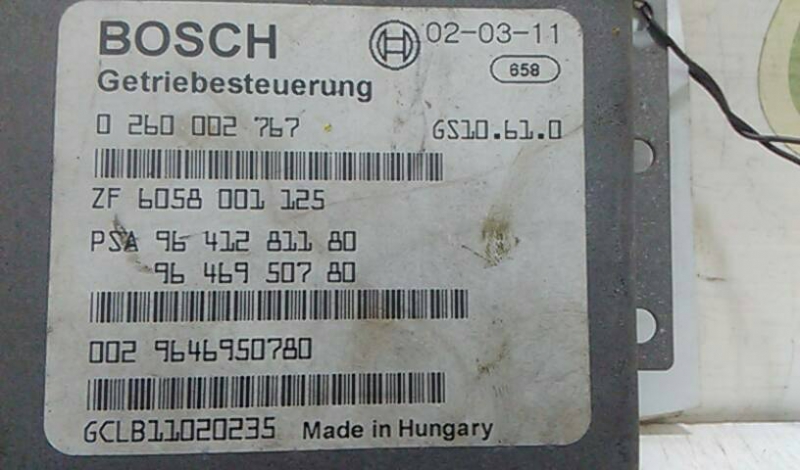 BOSCH 02-03-11
658
Getriebesteuerung
0 260 002 767 GS10.61.0
ZF 6058 001 125
PSA 96 412 811 80
96 469 507 80
002 9646950780
GCLB11020235 Made in Hungary